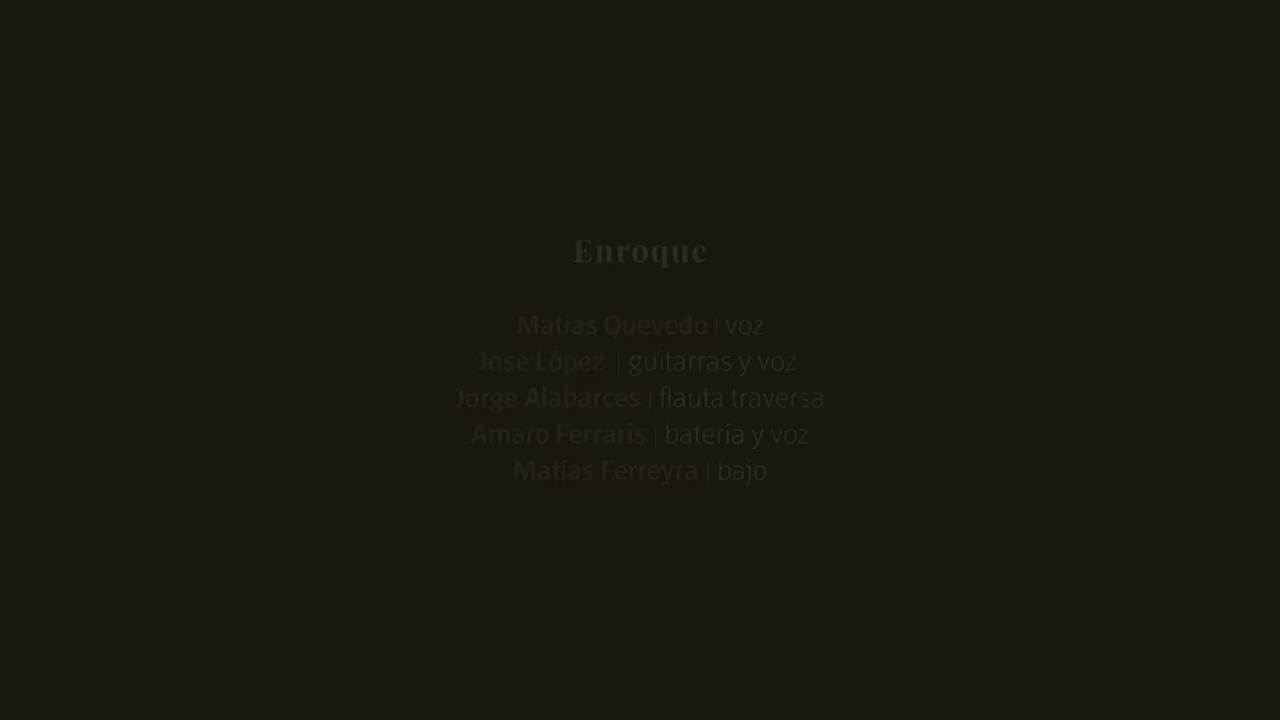 Enroque
Matías Quevedo | voz
José López | guitarras y voz
Jorge Alabarces | flauta traversa
Amaro Ferraris | batería y voz
Matías Ferreyra | bajo